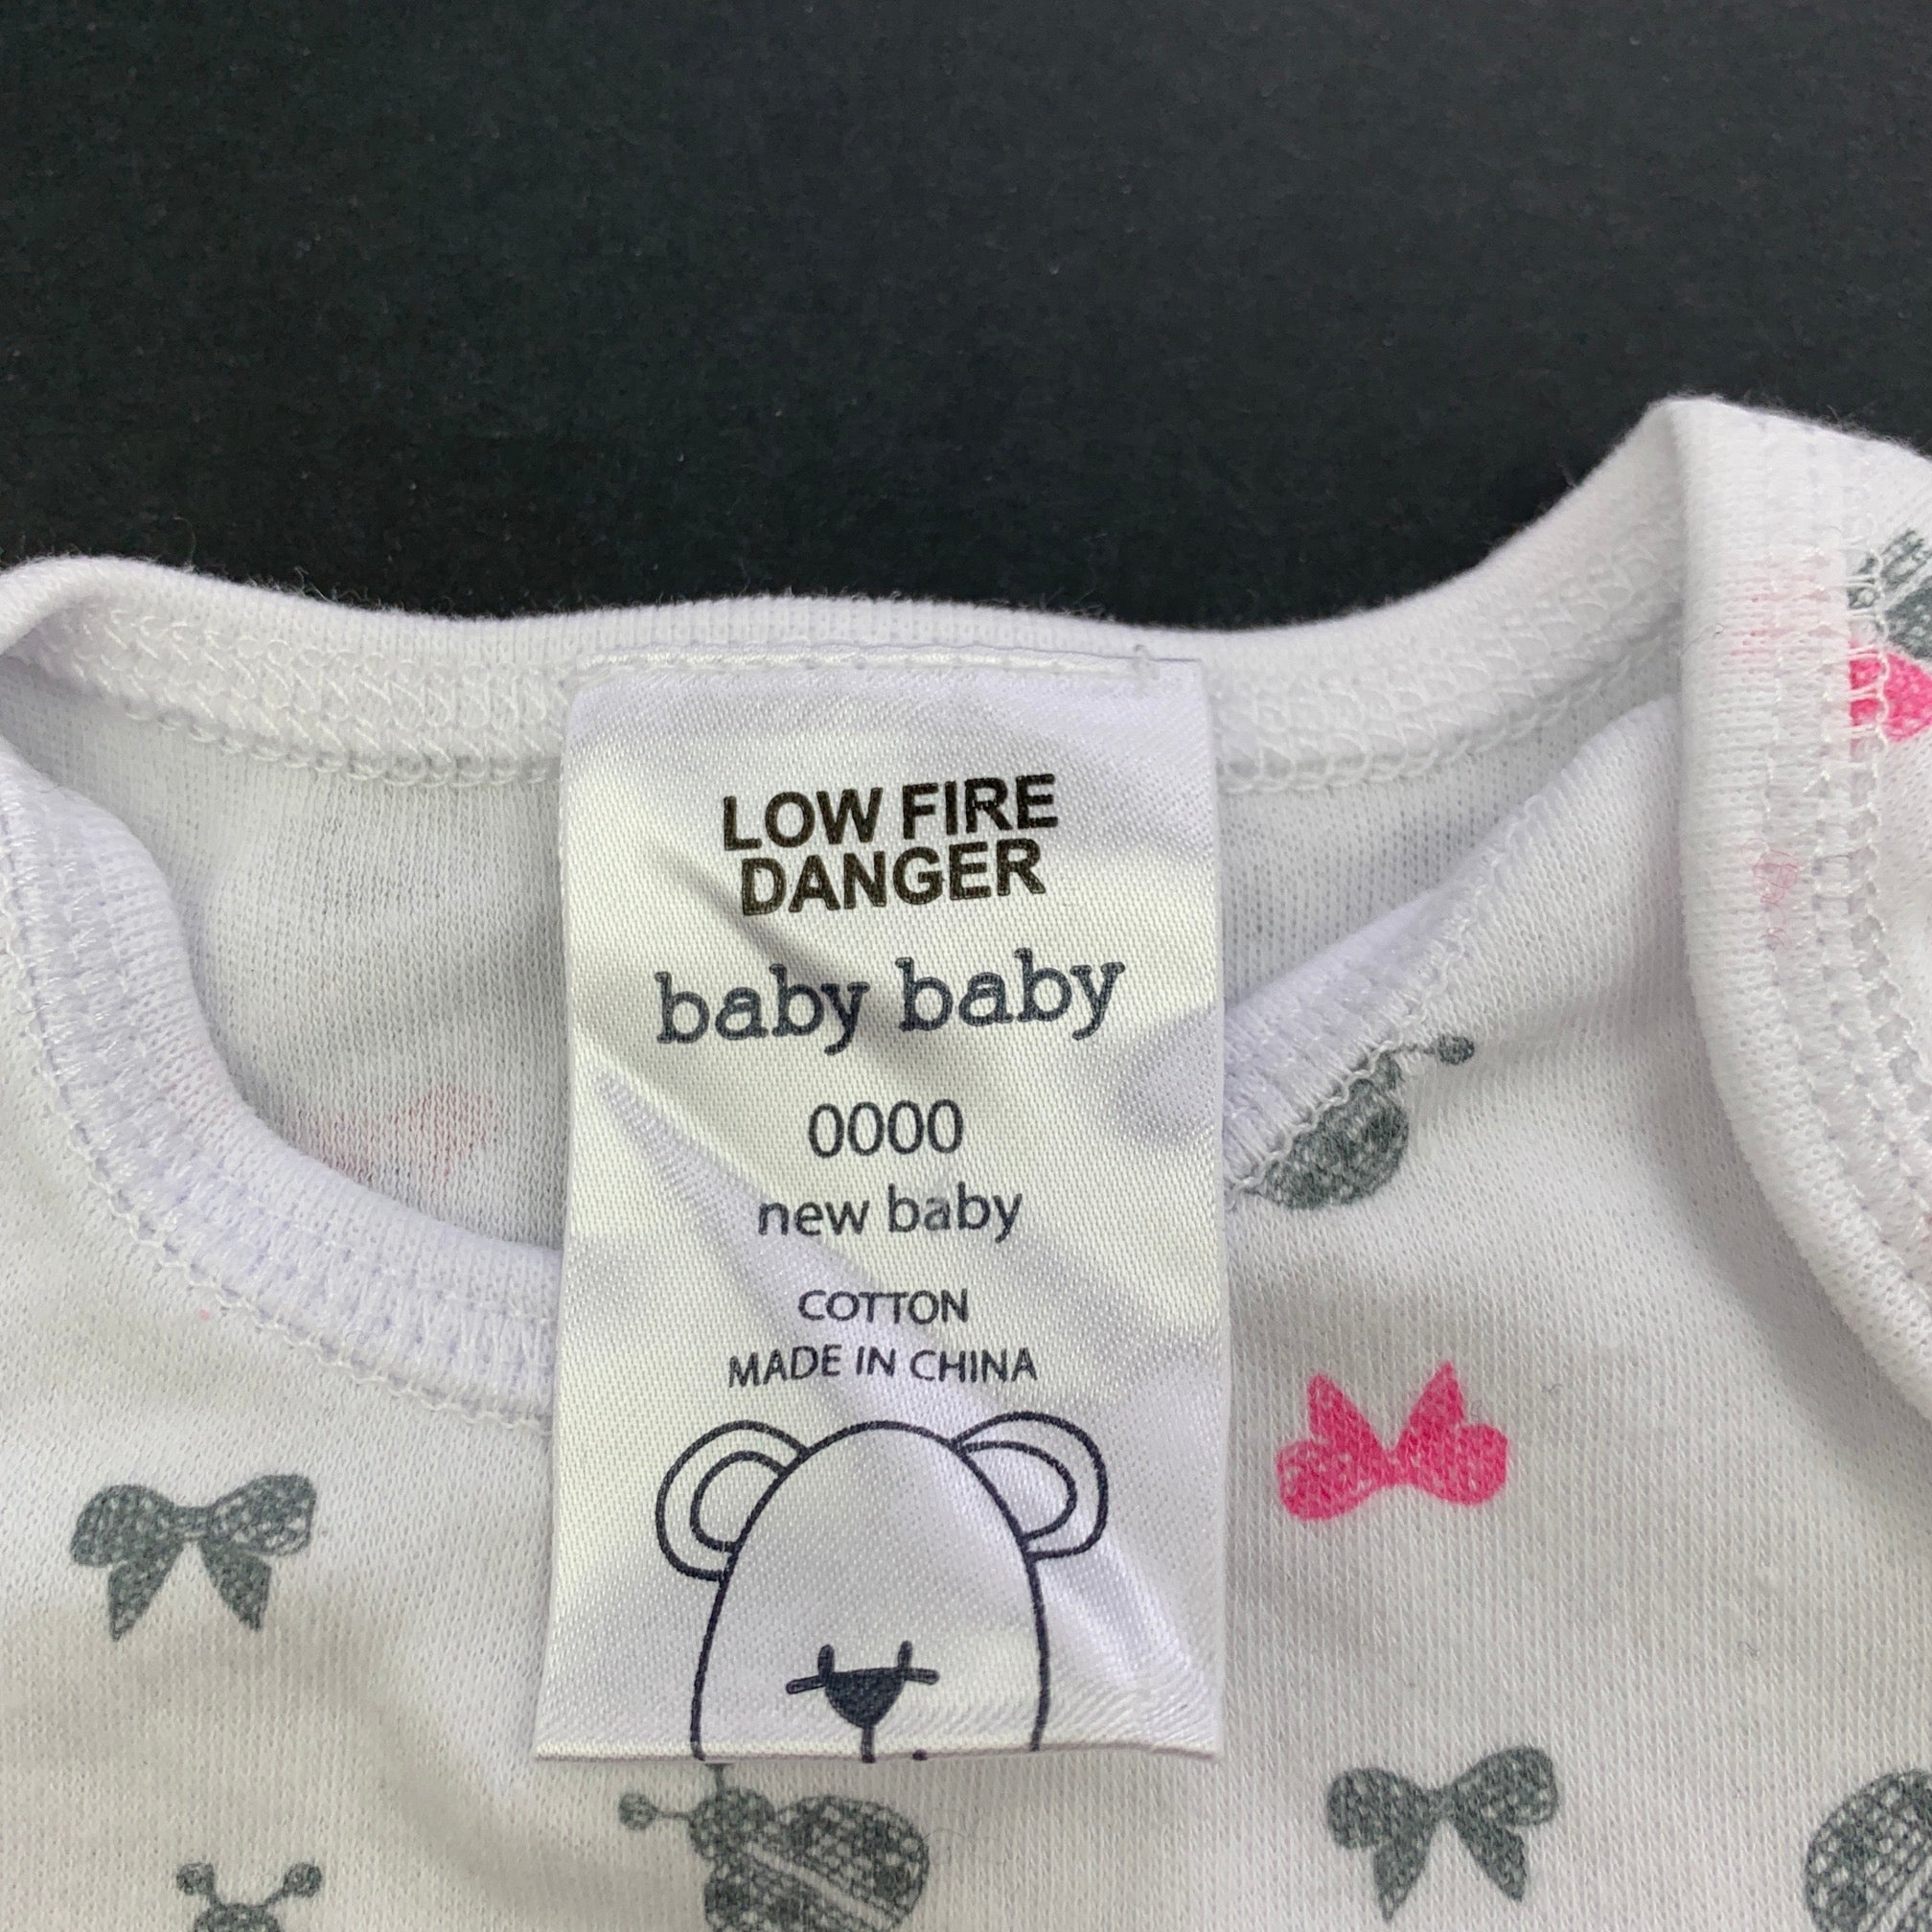 LOW FIRE
DANGER
baby baby
0000
new baby
COTTON
MADE IN CHINA